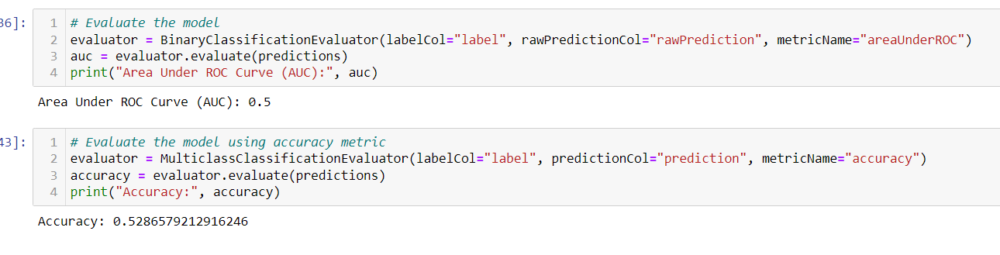 36]:
1 # Evaluate the model
2 evaluator = BinaryClassificationEvaluator(labelCol="label", rawPredictionCol="rawPrediction", metricName="areaUnderROC")
3 auc = evaluator.evaluate(predictions)
4 print("Area Under ROC Curve (AUC):", auc)
Area Under ROC Curve (AUC): 0.5
43]:
1 # Evaluate the model using accuracy metric
2 evaluator = MulticlassClassificationEvaluator(labelCol="label", predictionCol="prediction", metricName="accuracy")
3 accuracy = evaluator.evaluate(predictions)
4 print("Accuracy:", accuracy)
Accuracy: 0.5286579212916246